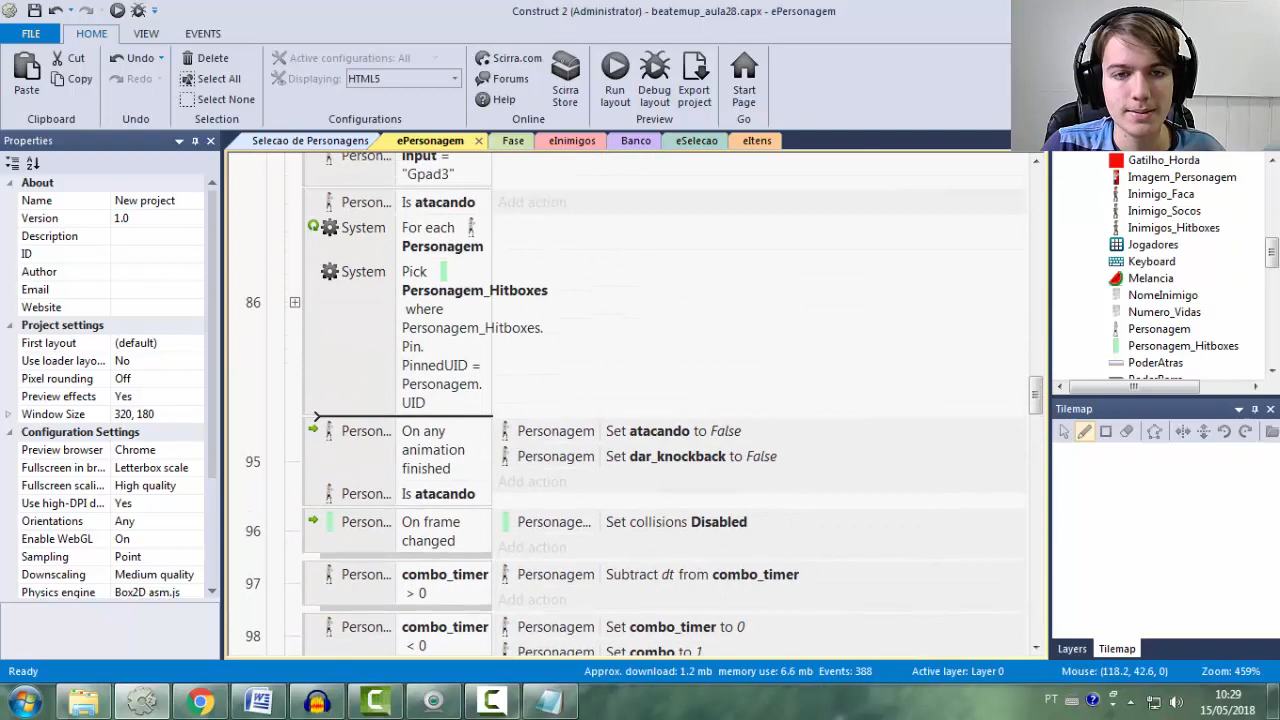 Construct 2 (Administrator) - beatemup_aula28.capx - ePersonagem
FILE HOME VIEW EVENTS
Paste
Cut
Copy
Clipboard
Undo
Redo
Undo
Delete
Select All
Select None
Selection
Active configurations: All
Displaying: HTML5
Configurations
Scirra.com
Forums
Help
Scirra Store
Online
Run layout
Debug layout
Export project
Preview
Start Page
Go
Properties
About
Name New project
Version 1.0
Description
ID
Author
Email
Website
Project settings
First layout (default)
Use loader layo... No
Pixel rounding Off
Preview effects Yes
Window Size 320, 180
Configuration Settings
Preview browser Chrome
Fullscreen in br... Letterbox scale
Fullscreen scali... High quality
Use high-DPI d... Yes
Orientations Any
Enable WebGL On
Sampling Point
Downscaling Medium quality
Physics engine Box2D asm.js
Selecao de Personagens ePersonagem Fase eInimigos Banco eSelecao eItens
Person... Input =
"Gpad3"
Person... Is atacando Add action
System For each
Personagem
System Pick
Personagem_Hitboxes
where
Personagem_Hitboxes.
Pin.
PinnedUID =
Personagem.
UID
86
95
Person... On any
animation
finished
Person... Is atacando
Personagem Set atacando to False
Personagem Set dar_knockback to False
Add action
96
Person... On frame
changed
Personage... Set collisions Disabled
Add action
97
Person... combo_timer
> 0
Personagem Subtract dt from combo_timer
Add action
98
Person... combo_timer
< 0
Personagem Set combo_timer to 0
Personagem Set combo to 1
Gatilho_Horda
Imagem_Personagem
Inimigo_Faca
Inimigo_Socos
Inimigos_Hitboxes
Jogadores
Keyboard
Melancia
NomeInimigo
Numero_Vidas
Personagem
Personagem_Hitboxes
PoderAtras
PoderBarra
Tilemap
Layers Tilemap
Ready
Approx. download: 1.2 mb memory use: 6.6 mb Events: 388
Active layer: Layer 0
Mouse: (118.2, 42.6, 0)
Zoom: 459%
PT
10:29
15/05/2018